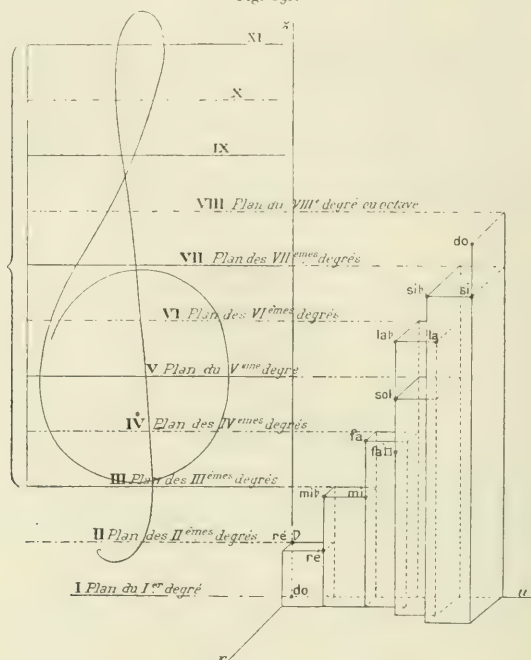 z
XI
X
IX
VIII Plan du VIIIe degré ou octave
do
VII Plan des VIIèmes degrés
si♭ si
VI Plan des VIèmes degrés
la♭ la
V Plan du Vème degré
sol
IV Plan des IVèmes degrés
fa
fa
III Plan des IIIèmes degrés
mi♭ mi
II Plan des IIèmes degrés ré
ré
I Plan du Ier degré do